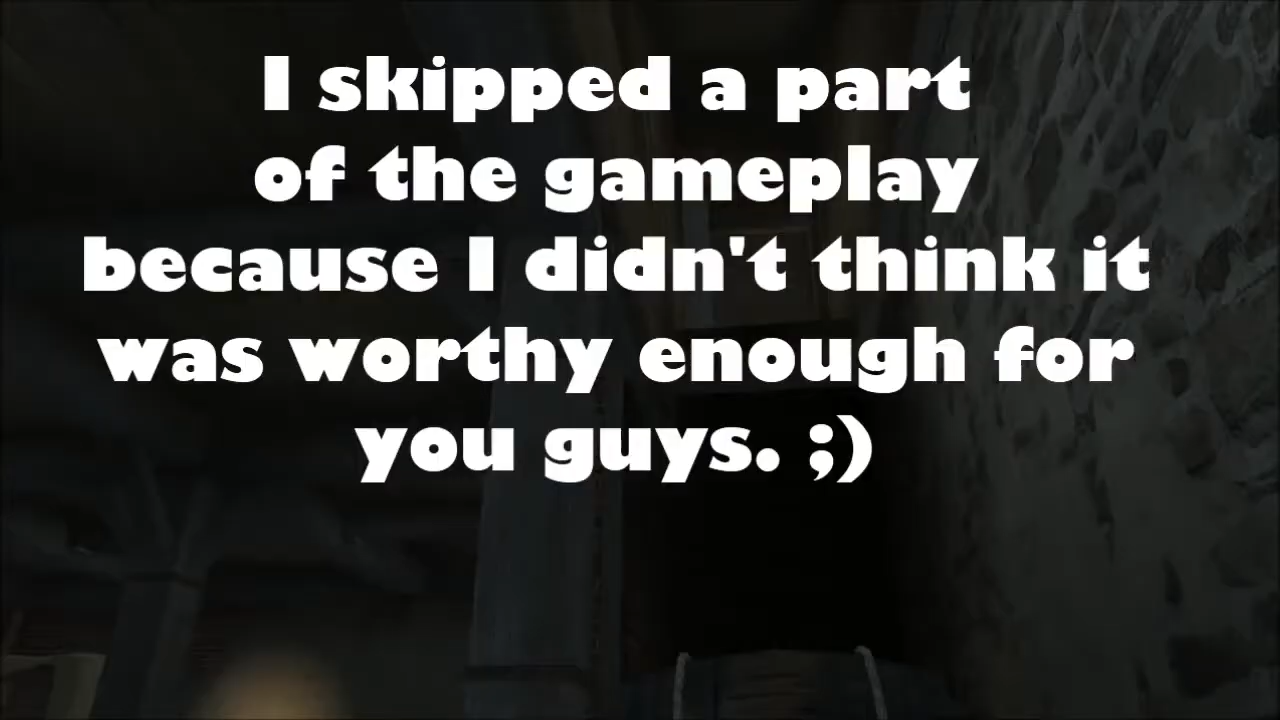 I skipped a part
of the gameplay
because I didn't think it
was worthy enough for
you guys. ;)